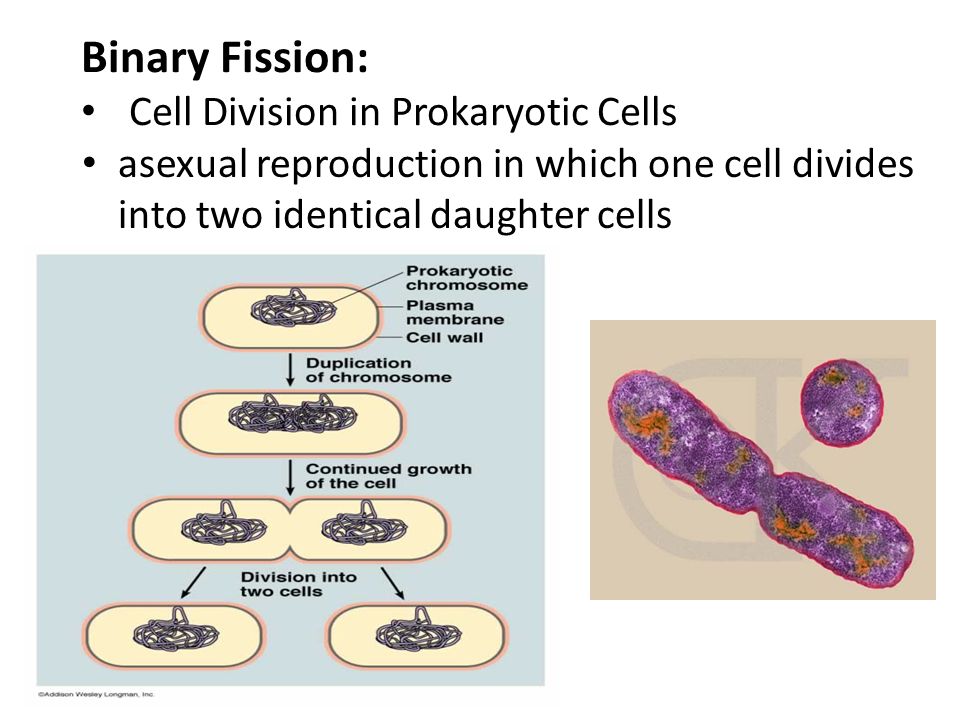 Binary Fission:
• Cell Division in Prokaryotic Cells
• asexual reproduction in which one cell divides
into two identical daughter cells
Prokaryotic
chromosome
Plasma
membrane
Cell wall
Duplication
of chromosome
Continued growth
of the cell
Division into
two cells
©Addison Wesley Longman, Inc.